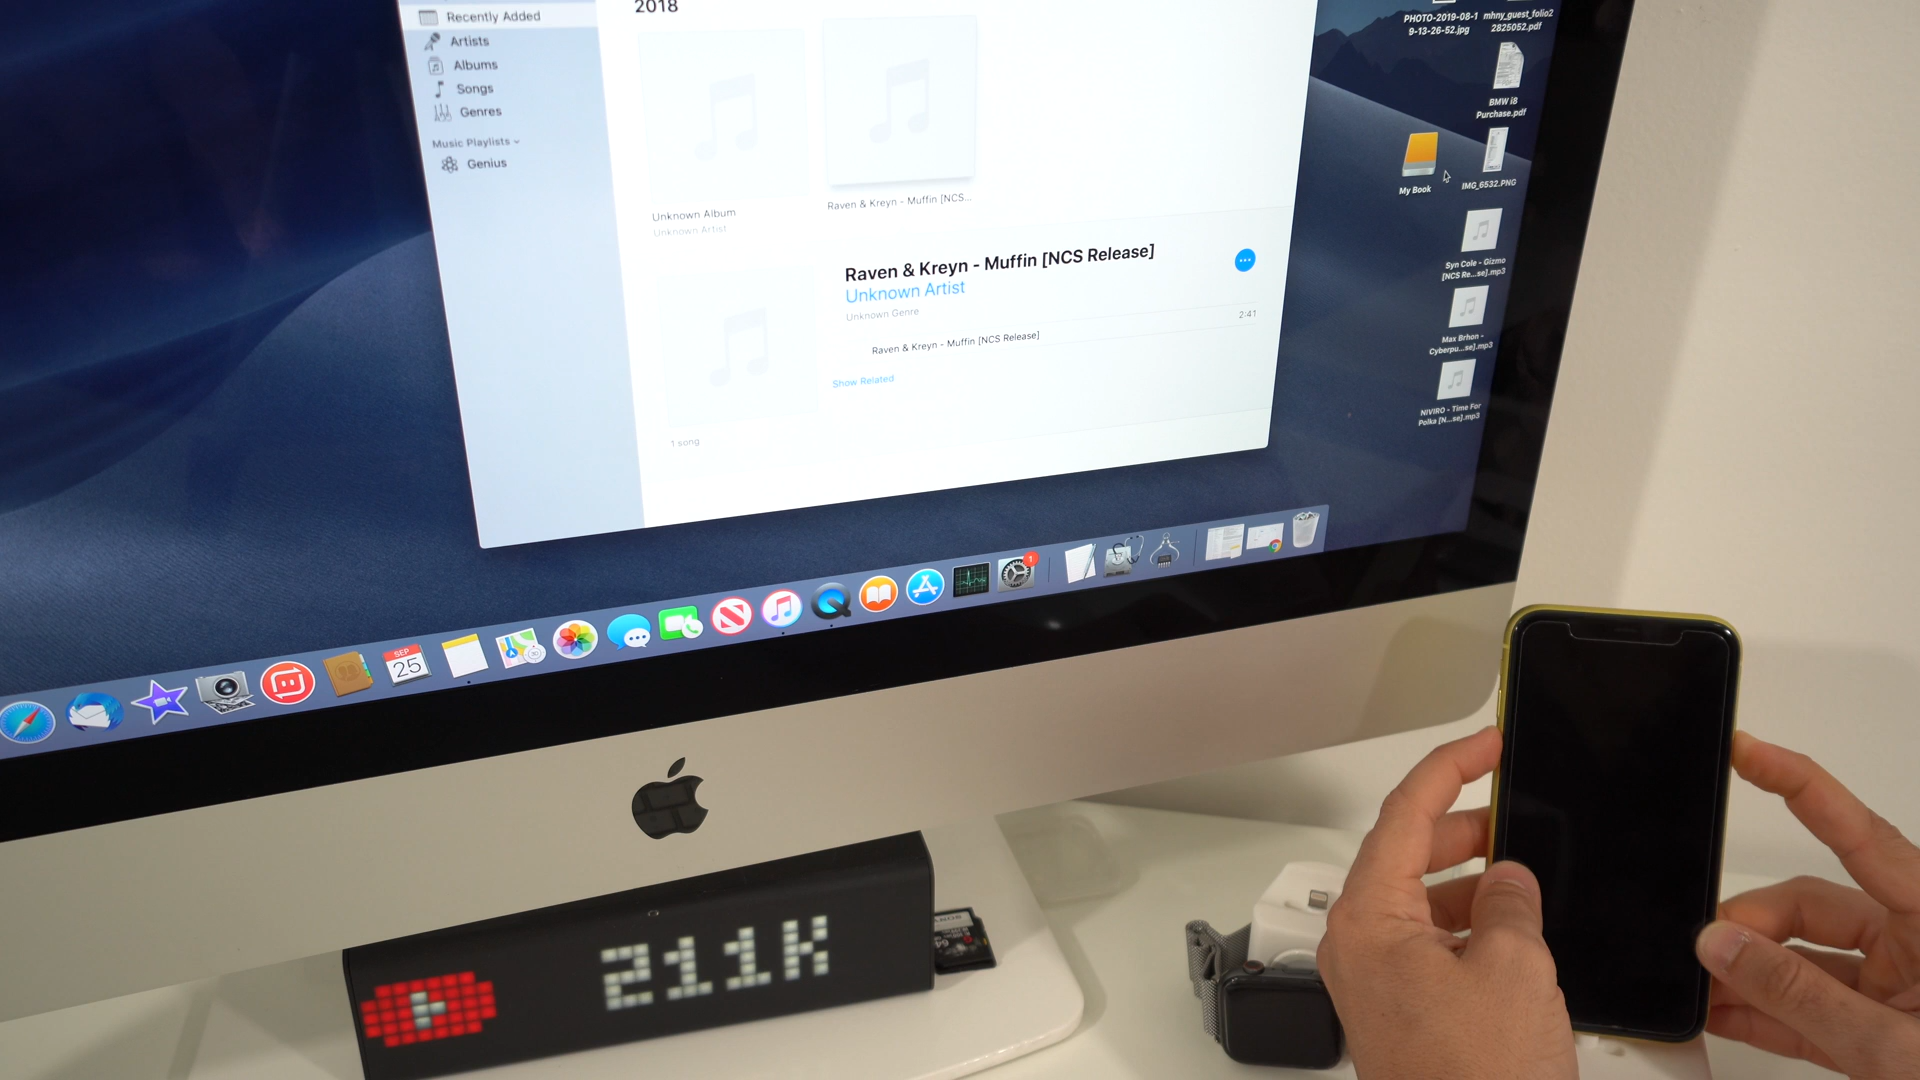 Recently Added
Artists
Albums
Songs
Genres
Music Playlists
Genius
2018
Unknown Album
Unknown Artist
Raven & Kreyn - Muffin [NCS...
Raven & Kreyn - Muffin [NCS Release]
Unknown Artist
Unknown Genre
2:41
Raven & Kreyn - Muffin [NCS Release]
Show Related
1 song
PHOTO-2019-08-1
9-13-26-52.jpg
mhny_guest_folio2
2825052.pdf
BMW i8
Purchase.pdf
My Book
IMG_6532.PNG
Syn Cole - Gizmo
[NCS Re...se].mp3
Max Brhon -
Cyberpu...se].mp3
NIVIRO - Time For
Polka [N...se].mp3
SEP
25
1
211K
64